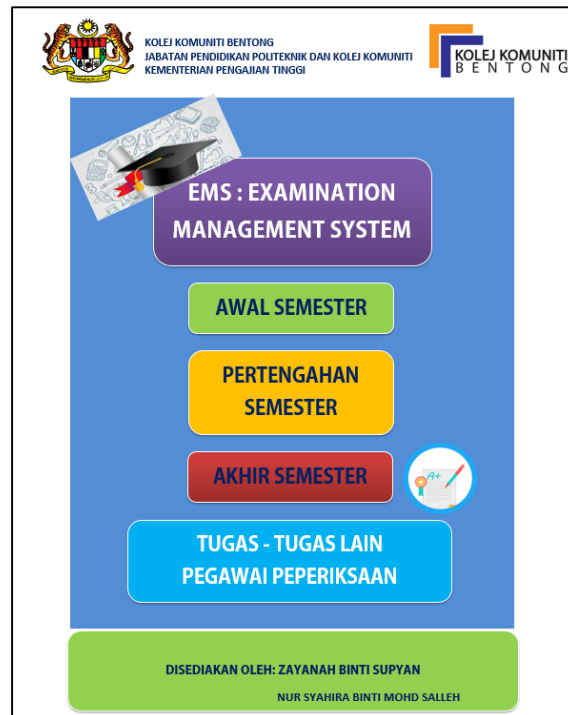 KOLEJ KOMUNITI BENTONG
JABATAN PENDIDIKAN POLITEKNIK DAN KOLEJ KOMUNITI
KEMENTERIAN PENGAJIAN TINGGI
KOLEJ KOMUNITI
BENTONG
EMS : EXAMINATION
MANAGEMENT SYSTEM
AWAL SEMESTER
PERTENGAHAN
SEMESTER
AKHIR SEMESTER
A+
TUGAS - TUGAS LAIN
PEGAWAI PEPERIKSAAN
DISEDIAKAN OLEH: ZAYANAH BINTI SUPYAN
NUR SYAHIRA BINTI MOHD SALLEH